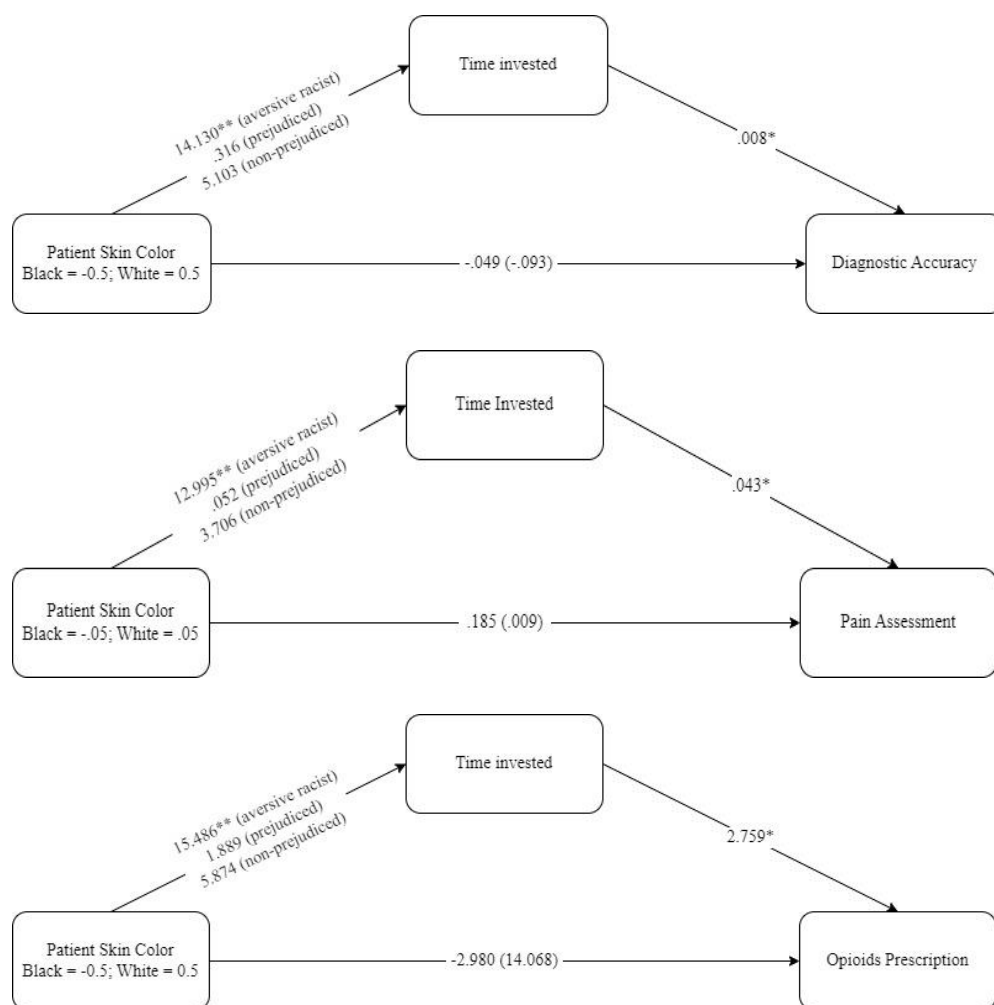 Time invested
14.130** (aversive racist)
.316 (prejudiced)
5.103 (non-prejudiced)
.008*
Patient Skin Color
Black = -0.5; White = 0.5
-.049 (-.093)
Diagnostic Accuracy
Time Invested
12.995** (aversive racist)
.052 (prejudiced)
3.706 (non-prejudiced)
.043*
Patient Skin Color
Black = -.05; White = .05
.185 (.009)
Pain Assessment
Time invested
15.486** (aversive racist)
1.889 (prejudiced)
5.874 (non-prejudiced)
2.759*
Patient Skin Color
Black = -0.5; White = 0.5
-2.980 (14.068)
Opioids Prescription